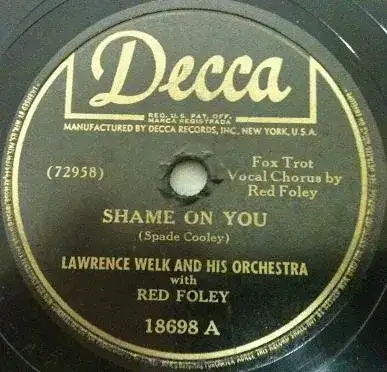 Decca
REG. U.S. PAT. OFF.
MARCA REGISTRADA
MANUFACTURED BY DECCA RECORDS, INC., NEW YORK, U.S.A.
(72958)
Fox Trot
Vocal Chorus by
Red Foley
SHAME ON YOU
(Spade Cooley)
LAWRENCE WELK AND HIS ORCHESTRA
with
RED FOLEY
18698 A